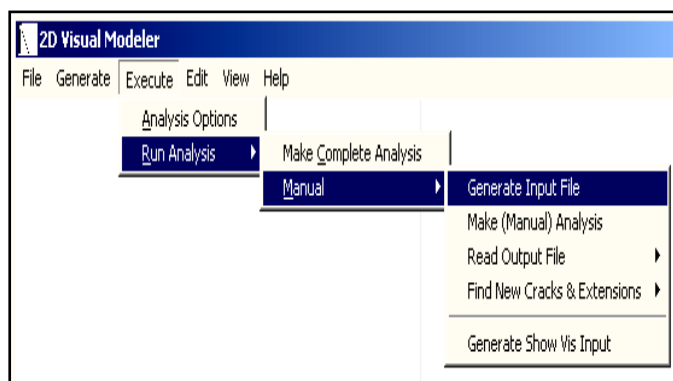 2D Visual Modeler
File Generate Execute Edit View Help
Analysis Options
Run Analysis Make Complete Analysis
Manual Generate Input File
Make (Manual) Analysis
Read Output File
Find New Cracks & Extensions
Generate Show Vis Input